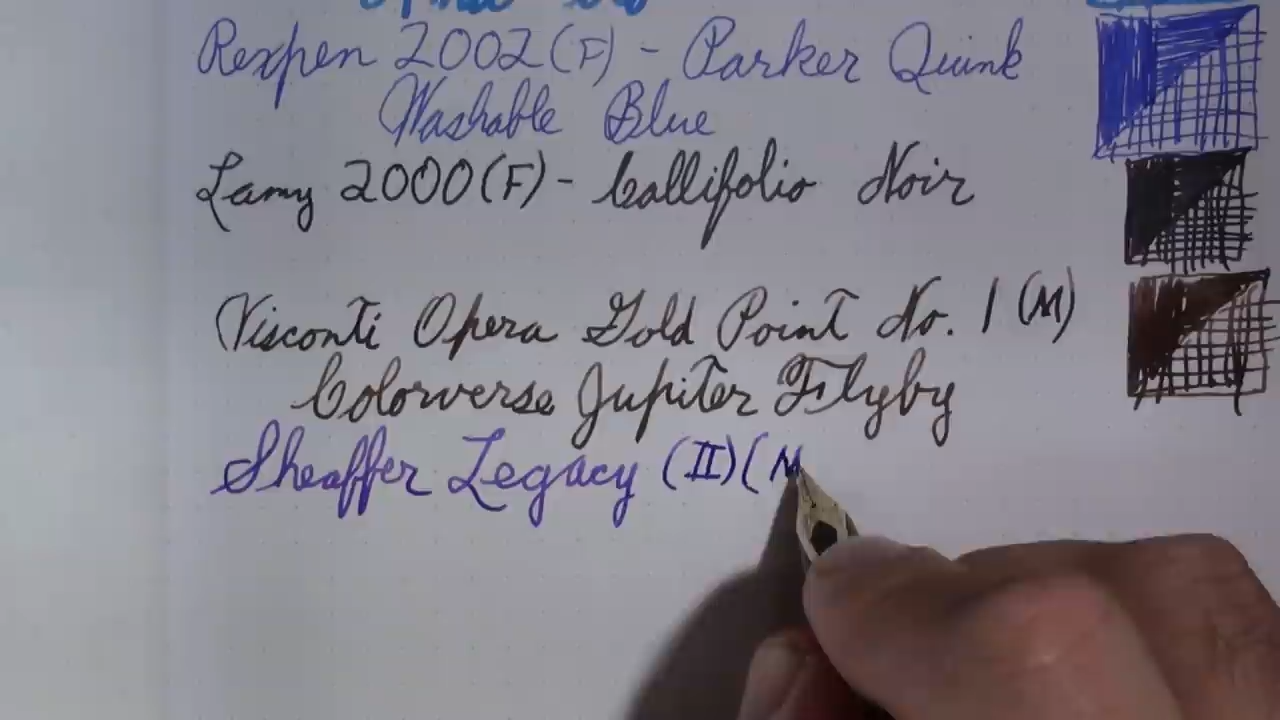 Rexpen 2002 (F) - Parker Quink
Washable Blue
Lamy 2000 (F) - Callifolio Noir
Visconti Opera Gold Point No. 1 (M)
Colorverse Jupiter Flyby
Sheaffer Legacy (II) (M